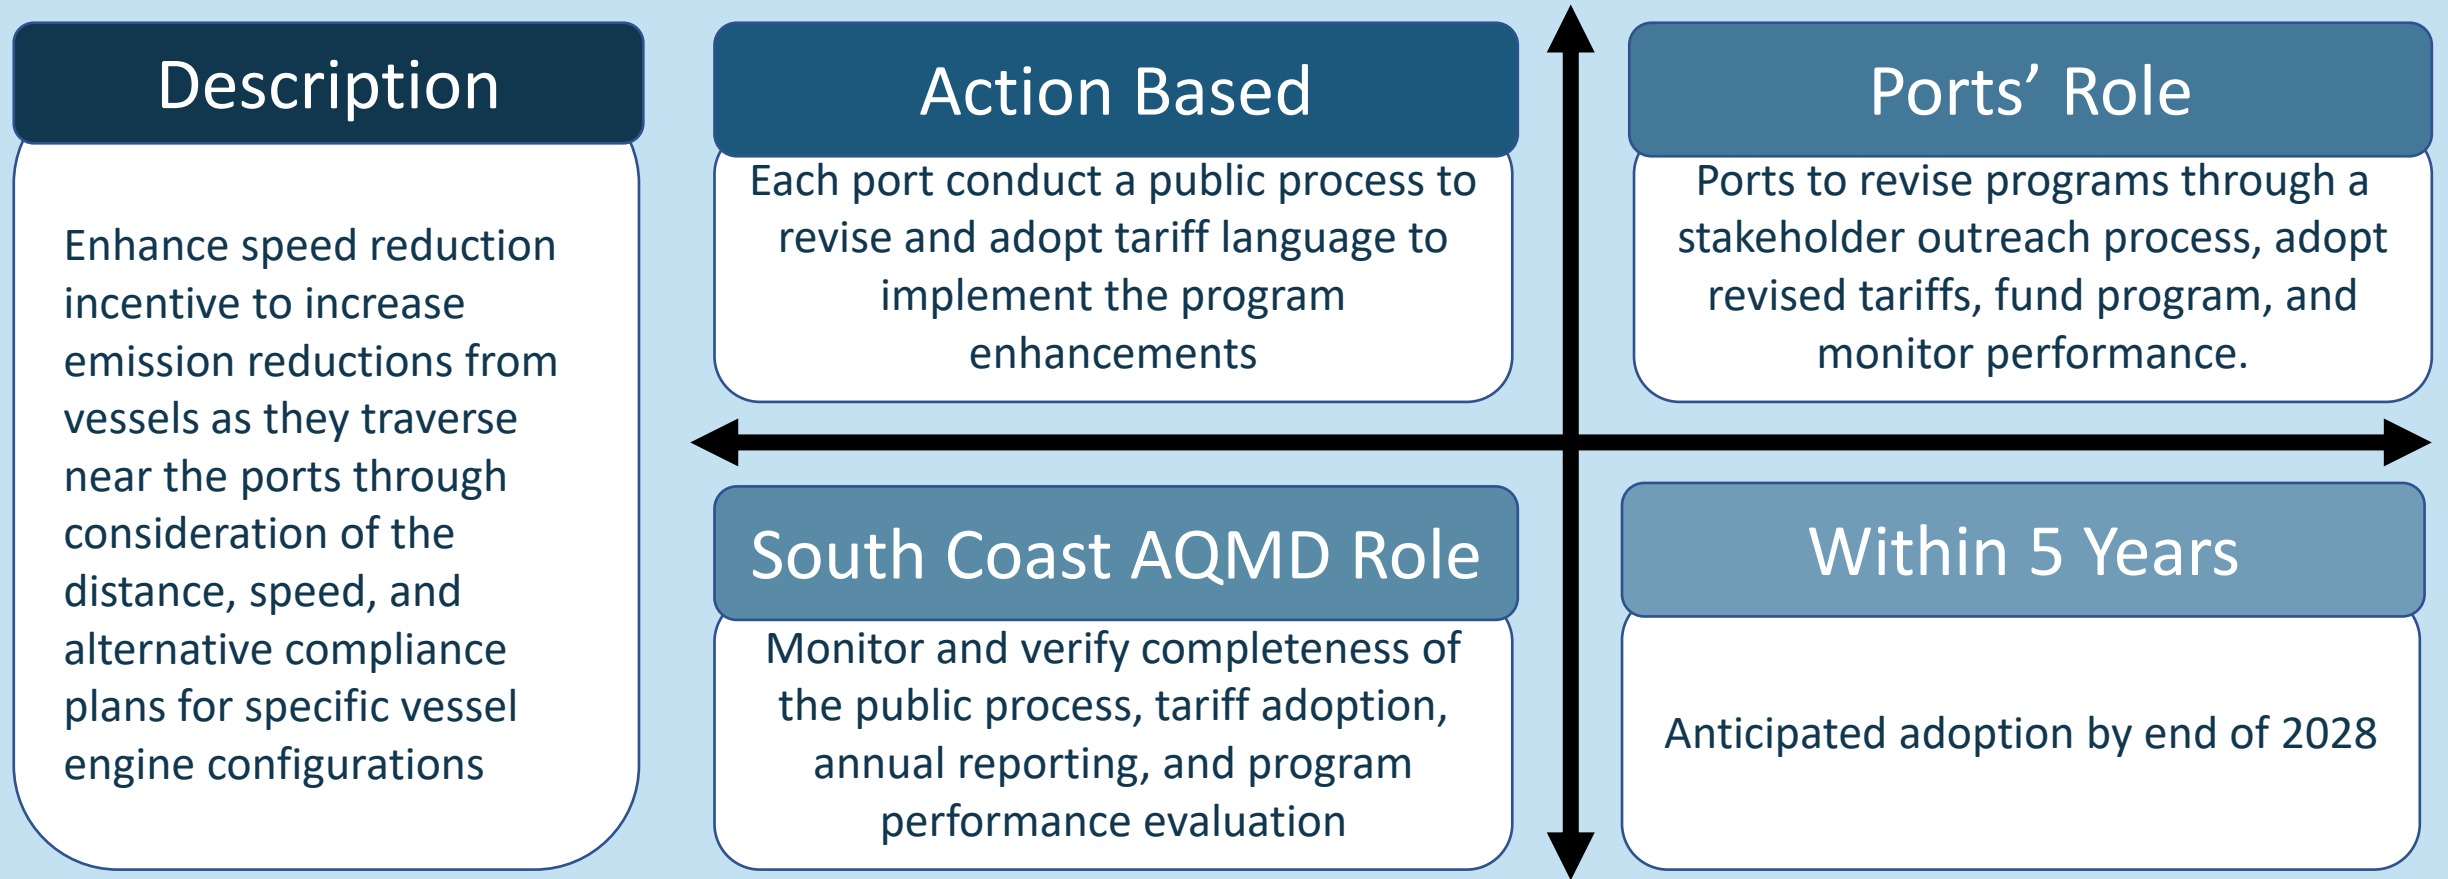 Description
Enhance speed reduction
incentive to increase
emission reductions from
vessels as they traverse
near the ports through
consideration of the
distance, speed, and
alternative compliance
plans for specific vessel
engine configurations
Action Based
Each port conduct a public process to
revise and adopt tariff language to
implement the program
enhancements
Ports’ Role
Ports to revise programs through a
stakeholder outreach process, adopt
revised tariffs, fund program, and
monitor performance.
South Coast AQMD Role
Monitor and verify completeness of
the public process, tariff adoption,
annual reporting, and program
performance evaluation
Within 5 Years
Anticipated adoption by end of 2028